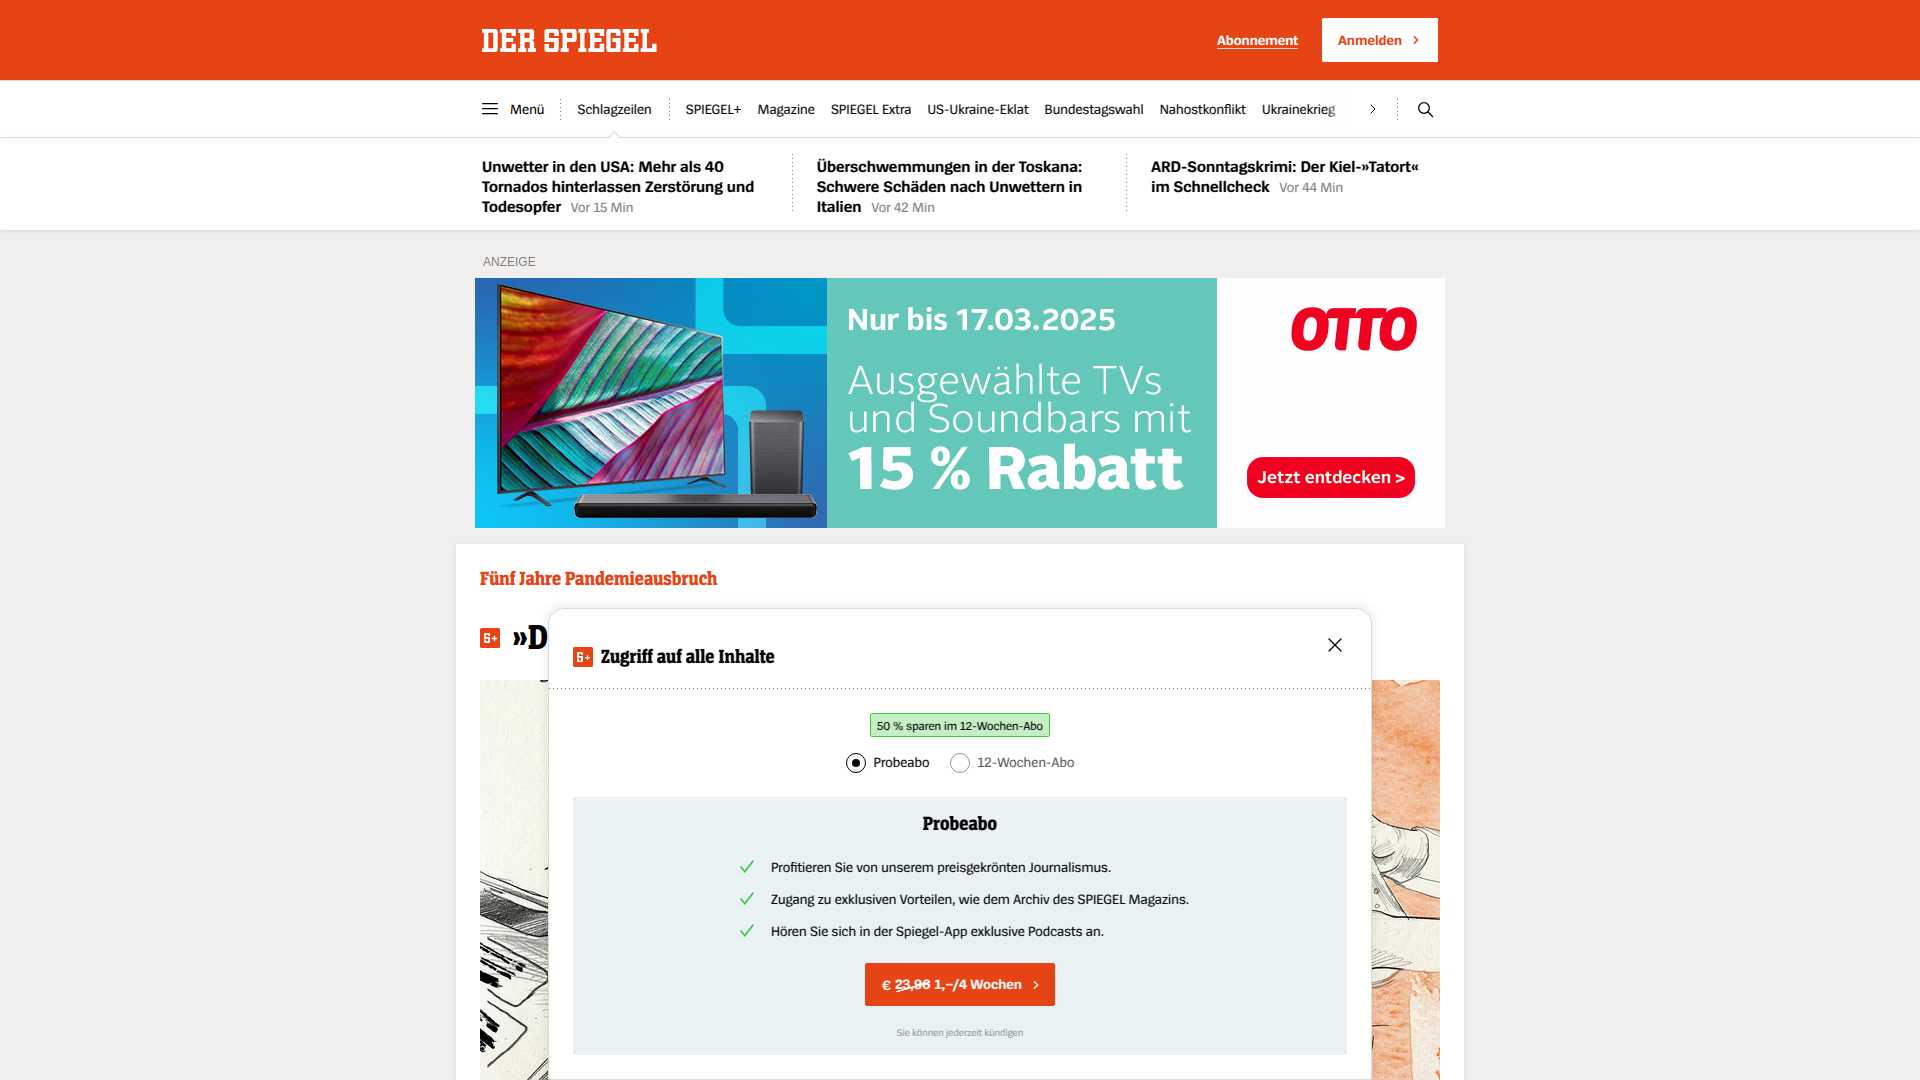 DER SPIEGEL
Abonnement
Anmelden
Menü
Schlagzeilen
SPIEGEL+
Magazine
SPIEGEL Extra
US-Ukraine-Eklat
Bundestagswahl
Nahostkonflikt
Ukrainekrieg
Unwetter in den USA: Mehr als 40
Tornados hinterlassen Zerstörung und
Todesopfer Vor 15 Min
Überschwemmungen in der Toskana:
Schwere Schäden nach Unwettern in
Italien Vor 42 Min
ARD-Sonntagskrimi: Der Kiel-»Tatort«
im Schnellcheck Vor 44 Min
ANZEIGE
Nur bis 17.03.2025
Ausgewählte TVs
und Soundbars mit
15 % Rabatt
OTTO
Jetzt entdecken >
Fünf Jahre Pandemieausbruch
S+ »D
S+ Zugriff auf alle Inhalte
50 % sparen im 12-Wochen-Abo
Probeabo
12-Wochen-Abo
Probeabo
Profitieren Sie von unserem preisgekrönten Journalismus.
Zugang zu exklusiven Vorteilen, wie dem Archiv des SPIEGEL Magazins.
Hören Sie sich in der Spiegel-App exklusive Podcasts an.
€ 23,96 1,–/4 Wochen
Sie können jederzeit kündigen